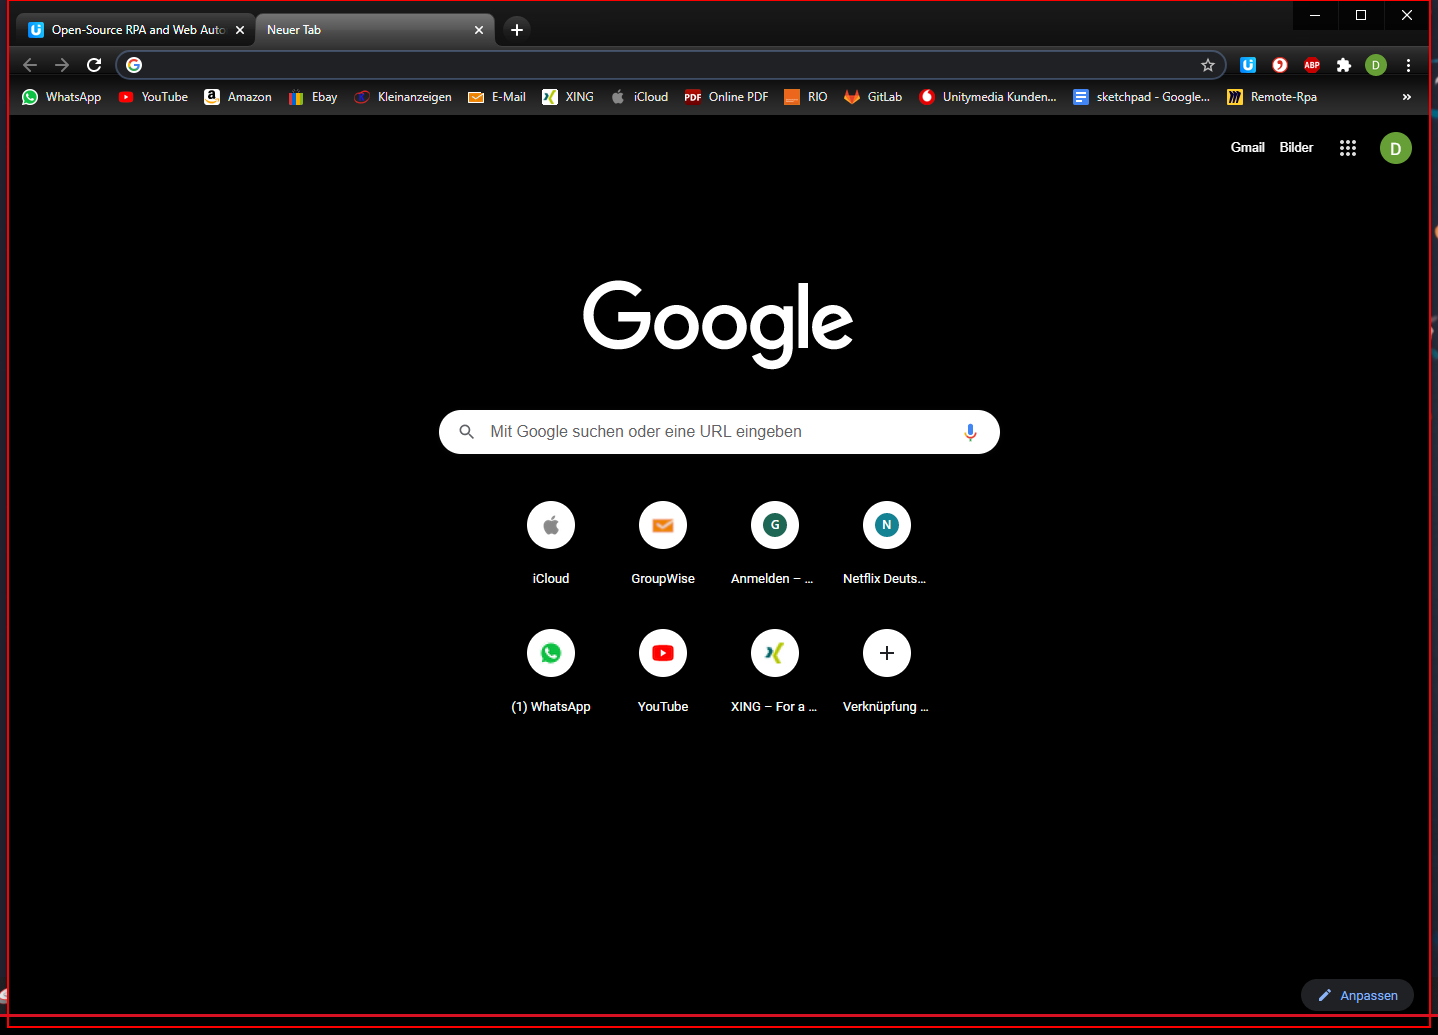 Open-Source RPA and Web Auto
Neuer Tab
D
WhatsApp YouTube Amazon Ebay Kleinanzeigen E-Mail XING iCloud PDF Online PDF RIO GitLab Unitymedia Kunden... sketchpad - Google... Remote-Rpa »
ABP
Gmail Bilder D
Google
Mit Google suchen oder eine URL eingeben
G N
iCloud GroupWise Anmelden – ... Netflix Deuts...
(1) WhatsApp YouTube XING – For a ... Verknüpfung ...
Anpassen